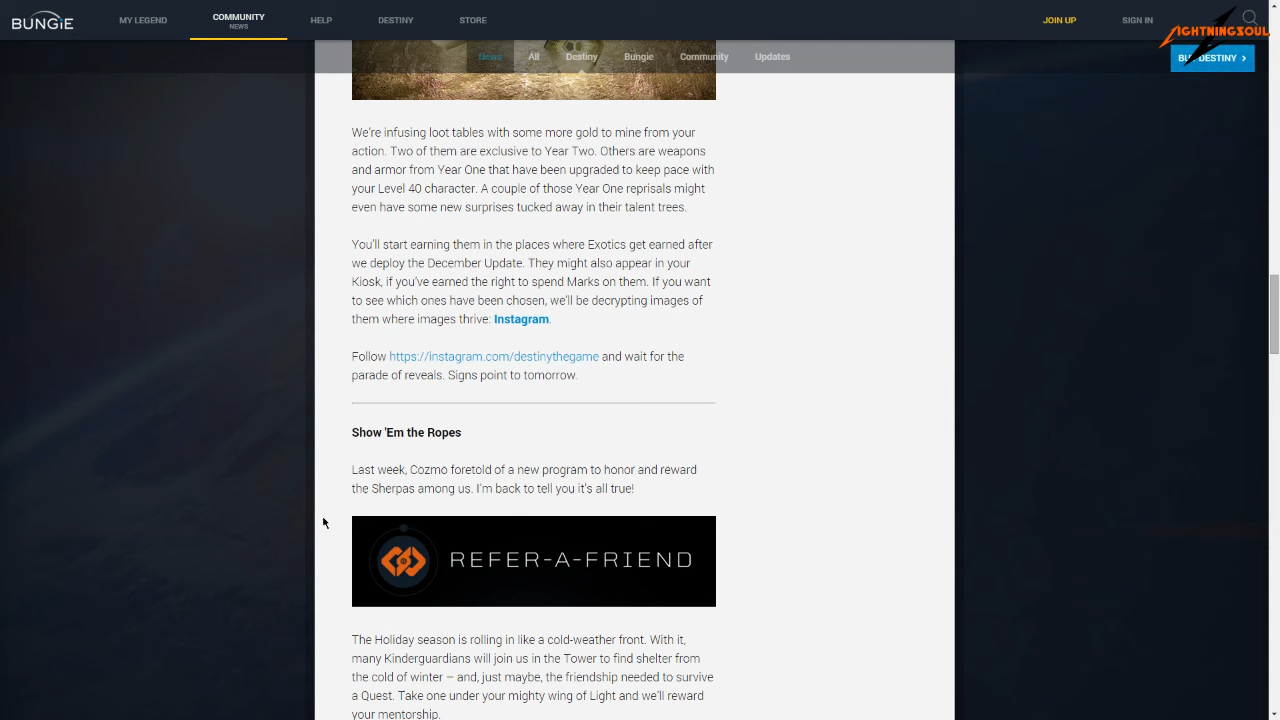 BUNGiE
MY LEGEND
COMMUNITY
NEWS
HELP
DESTINY
STORE
JOIN UP
SIGN IN
IGHTNINGSOUL
News
All
Destiny
Bungie
Community
Updates
DESTINY
We're infusing loot tables with some more gold to mine from your
action. Two of them are exclusive to Year Two. Others are weapons
and armor from Year One that have been upgraded to keep pace with
your Level 40 character. A couple of those Year One reprisals might
even have some new surprises tucked away in their talent trees.
You'll start earning them in the places where Exotics get earned after
we deploy the December Update. They might also appear in your
Kiosk, if you've earned the right to spend Marks on them. If you want
to see which ones have been chosen, we'll be decrypting images of
them where images thrive: Instagram.
Follow https://instagram.com/destinythegame and wait for the
parade of reveals. Signs point to tomorrow.
Show 'Em the Ropes
Last week, Cozmo foretold of a new program to honor and reward
the Sherpas among us. I'm back to tell you it's all true!
REFER-A-FRIEND
The Holiday season is rolling in like a cold-weather front. With it,
many Kinderguardians will join us in the Tower to find shelter from
the cold of winter – and, just maybe, the friendship needed to survive
a Quest. Take one under your mighty wing of Light and we'll reward
your mentorship.